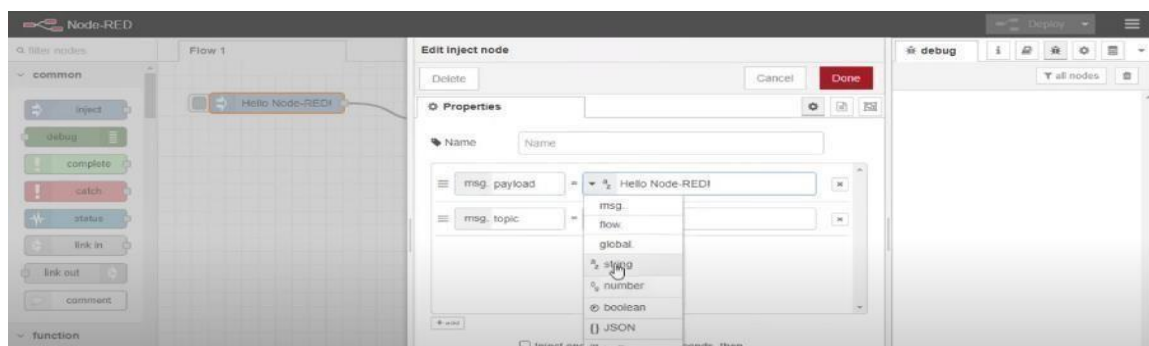 Node-RED
Deploy
filter nodes
Flow 1
Edit inject node
debug
common
Delete
Cancel
Done
all nodes
inject
Hello Node-RED!
Properties
debug
Name
Name
complete
catch
msg. payload
=
Hello Node-RED!
msg.
status
msg. topic
=
flow.
link in
global.
string
link out
number
comment
boolean
+ add
{} JSON
function